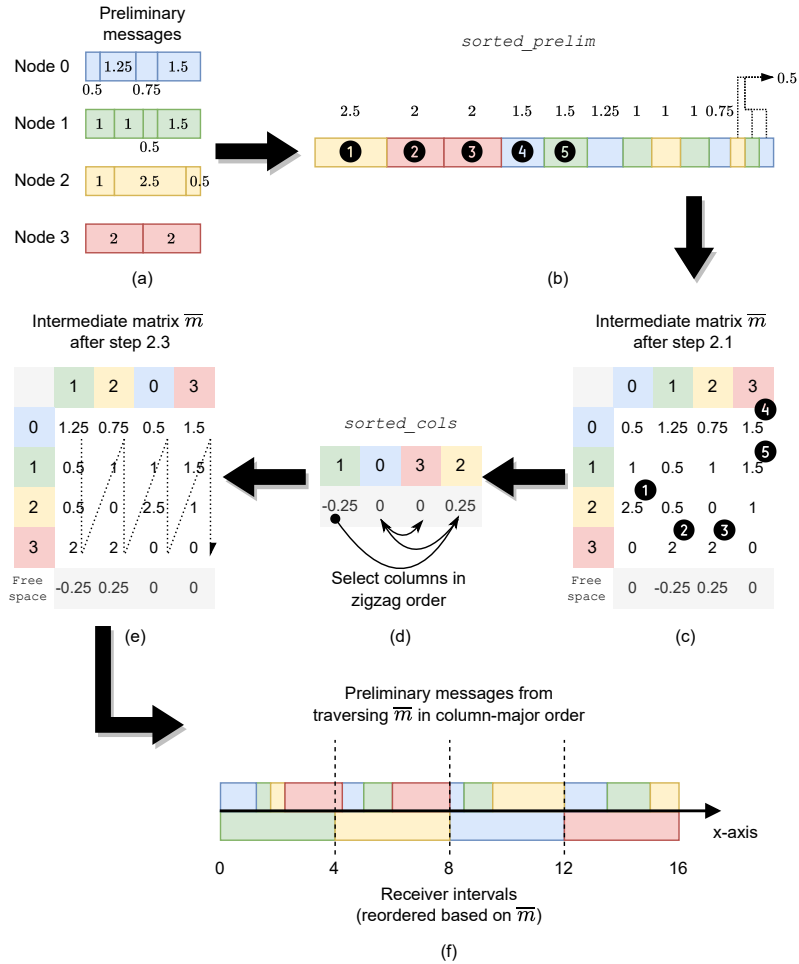 Preliminary
messages
Node 0
1.25 1.5
0.5 0.75
Node 1
1 1 1.5
0.5
Node 2
1 2.5 0.5
Node 3
2 2
(a)
sorted_prelim
0.5
2.5 2 2 1.5 1.5 1.25 1 1 1 0.75
1 2 3 4 5
(b)
Intermediate matrix m̅
after step 2.3
1 2 0 3
0 1.25 0.75 0.5 1.5
1 0.5 1 1 1.5
2 0.5 0 2.5 1
3 2 2 0 0
Free
space
-0.25 0.25 0 0
(e)
sorted_cols
1 0 3 2
-0.25 0 0 0.25
Select columns in
zigzag order
(d)
Intermediate matrix m̅
after step 2.1
0 1 2 3
4
0 0.5 1.25 0.75 1.5
5
1 1 0.5 1 1.5
1
2 2.5 0.5 0 1
2 3
3 0 2 2 0
Free
space
0 -0.25 0.25 0
(c)
Preliminary messages from
traversing m̅ in column-major order
x-axis
0 4 8 12 16
Receiver intervals
(reordered based on m̅)
(f)